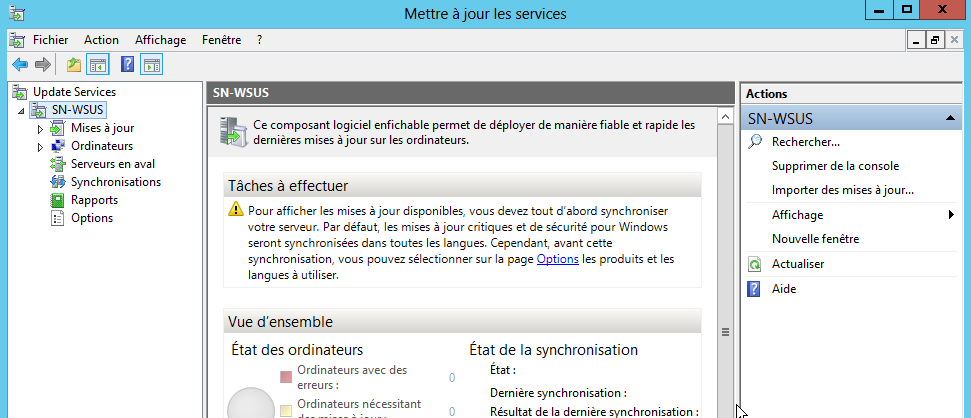 Mettre à jour les services
Fichier Action Affichage Fenêtre ?
Update Services
SN-WSUS
Mises à jour
Ordinateurs
Serveurs en aval
Synchronisations
Rapports
Options
SN-WSUS
Ce composant logiciel enfichable permet de déployer de manière fiable et rapide les
dernières mises à jour sur les ordinateurs.
Tâches à effectuer
Pour afficher les mises à jour disponibles, vous devez tout d'abord synchroniser
votre serveur. Par défaut, les mises à jour critiques et de sécurité pour Windows
seront synchronisées dans toutes les langues. Cependant, avant cette
synchronisation, vous pouvez sélectionner sur la page Options les produits et les
langues à utiliser.
Vue d'ensemble
État des ordinateurs
Ordinateurs avec des
erreurs : 0
Ordinateurs nécessitant
des mises à jour : 0
État de la synchronisation
État :
Dernière synchronisation :
Résultat de la dernière synchronisation :
Actions
SN-WSUS
Rechercher...
Supprimer de la console
Importer des mises à jour...
Affichage
Nouvelle fenêtre
Actualiser
Aide